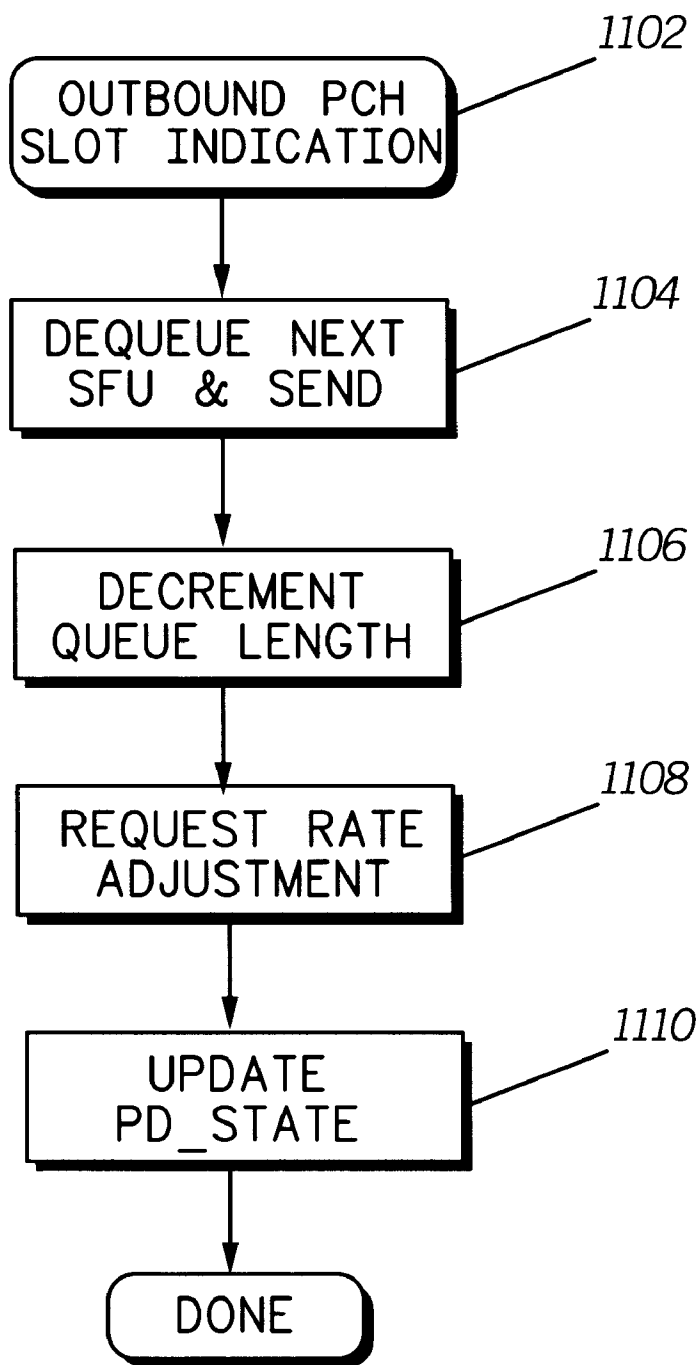 1102
OUTBOUND PCH
SLOT INDICATION
1104
DEQUEUE NEXT
SFU & SEND
1106
DECREMENT
QUEUE LENGTH
1108
REQUEST RATE
ADJUSTMENT
1110
UPDATE
PD_STATE
DONE